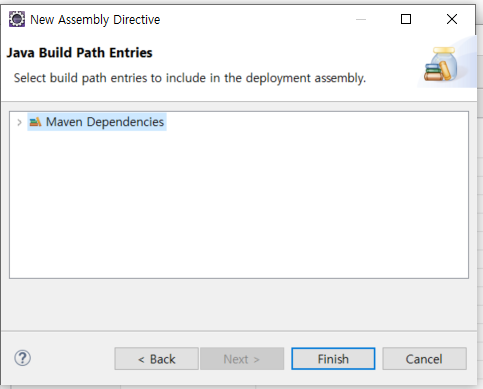 New Assembly Directive
Java Build Path Entries
Select build path entries to include in the deployment assembly.
Maven Dependencies
< Back Next > Finish Cancel